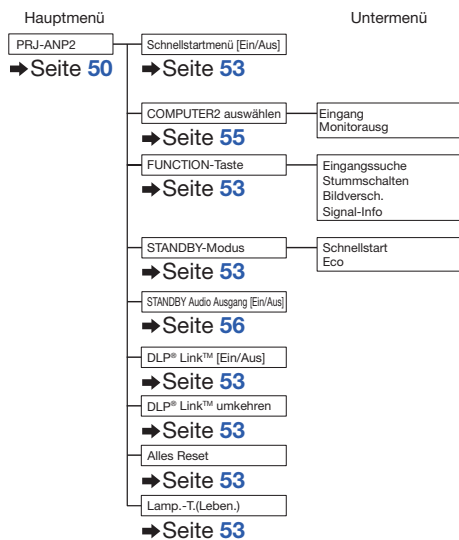 Hauptmenü
Untermenü
PRJ-ANP2
➡Seite 50
Schnellstartmenü [Ein/Aus]
➡Seite 53
COMPUTER2 auswählen
➡Seite 55
Eingang
Monitorausg
FUNCTION-Taste
➡Seite 53
Eingangssuche
Stummschalten
Bildversch.
Signal-Info
STANDBY-Modus
➡Seite 53
Schnellstart
Eco
STANDBY Audio Ausgang [Ein/Aus]
➡Seite 56
DLP® Link™ [Ein/Aus]
➡Seite 53
DLP® Link™ umkehren
➡Seite 53
Alles Reset
➡Seite 53
Lamp.-T.(Leben.)
➡Seite 53